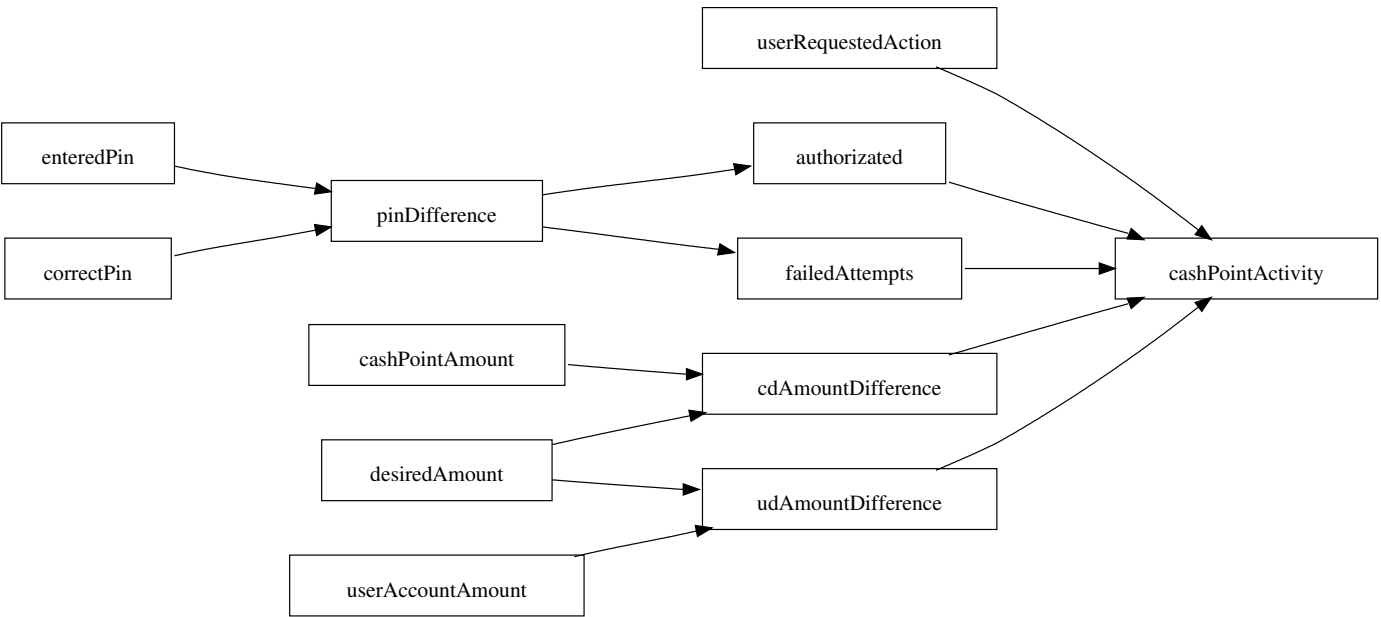 userRequestedAction
enteredPin
authorizated
pinDifference
correctPin
failedAttempts
cashPointActivity
cashPointAmount
cdAmountDifference
desiredAmount
udAmountDifference
userAccountAmount